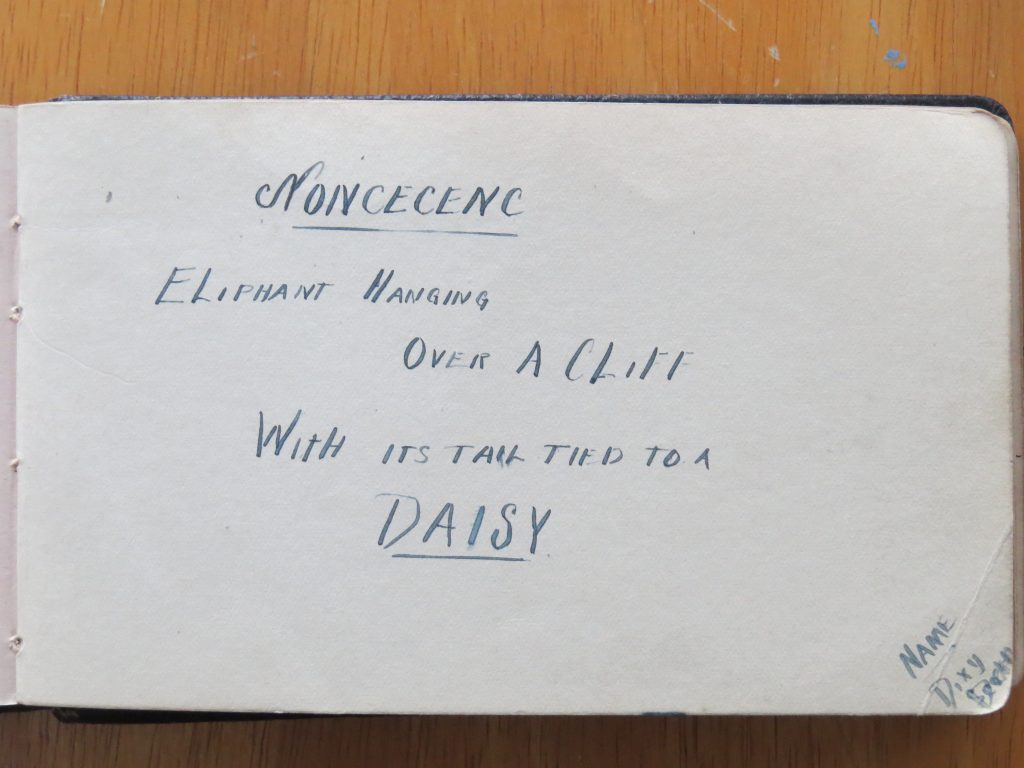 NONCECENC
ELIPHANT HANGING
OVER A CLIFF
WITH ITS TAIL TIED TO A
DAISY
NAME
DIXY